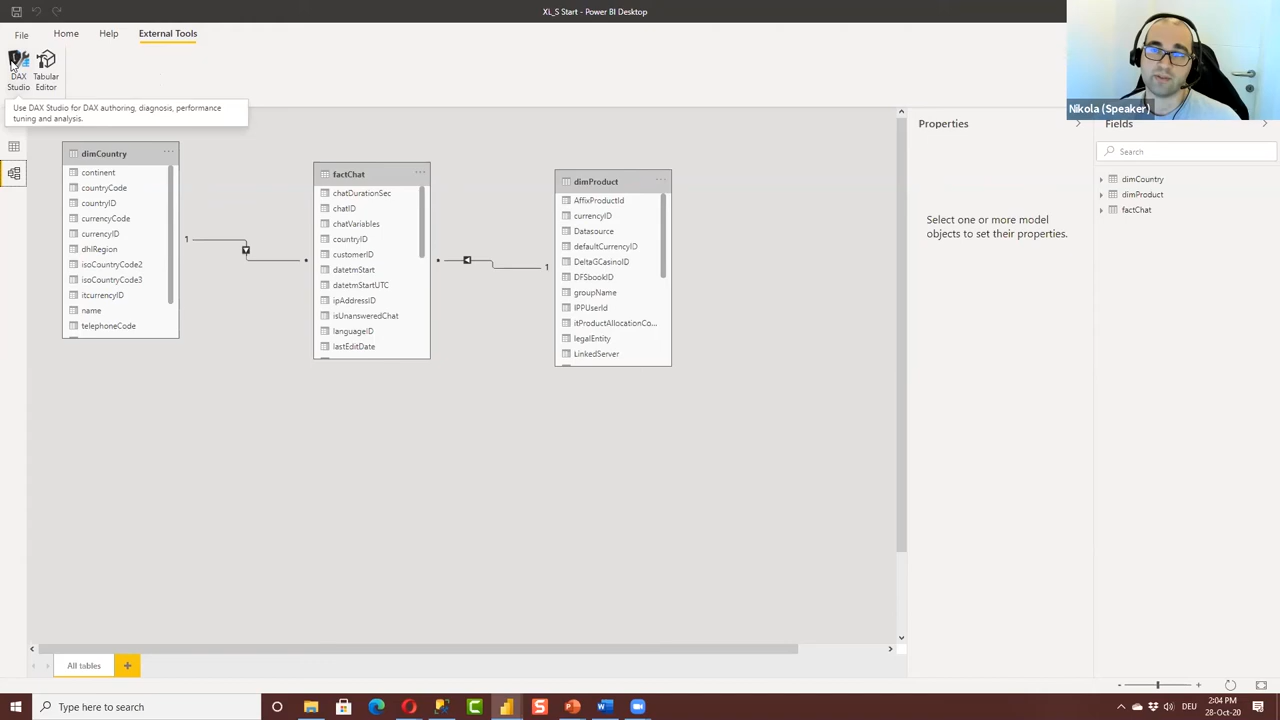 XL_S Start - Power BI Desktop
File
Home
Help
External Tools
DAX
Studio
Tabular
Editor
Use DAX Studio for DAX authoring, diagnosis, performance
tuning and analysis.
Nikola (Speaker)
Properties
Fields
Search
dimCountry
dimProduct
factChat
Select one or more model
objects to set their properties.
dimCountry
continent
countryCode
countryID
currencyCode
currencyID
dhlRegion
isoCountryCode2
isoCountryCode3
itcurrencyID
name
telephoneCode
1
*
factChat
chatDurationSec
chatID
chatVariables
countryID
customerID
datetmStart
datetmStartUTC
ipAddressID
isUnansweredChat
languageID
lastEditDate
*
1
dimProduct
AffixProductId
currencyID
Datasource
defaultCurrencyID
DeltaGCasinoID
DFSbookID
groupName
IPPUserId
itProductAllocationCo...
legalEntity
LinkedServer
All tables
Type here to search
DEU
2:04 PM
28-Oct-20